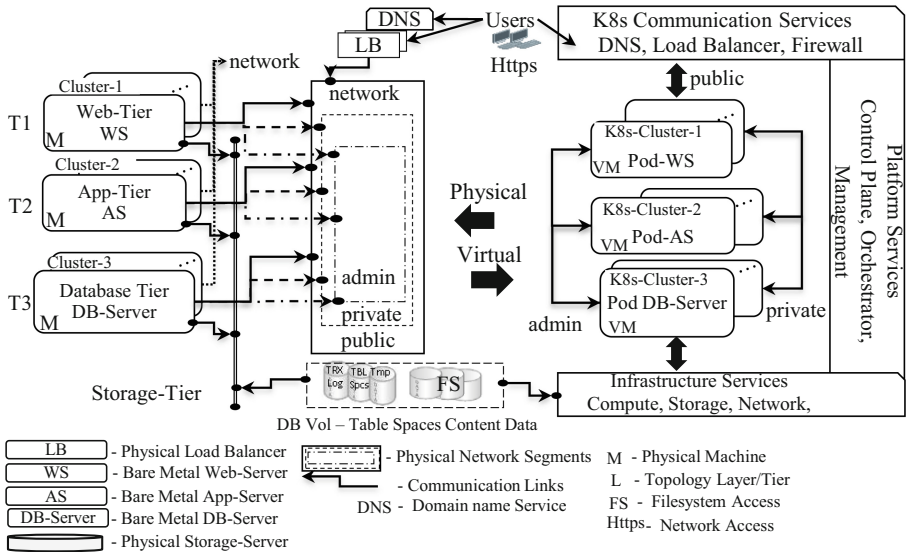 DNS
Users
LB
Https
K8s Communication Services
DNS, Load Balancer, Firewall
network
network
public
Cluster-1
T1
Web-Tier
WS
M
Cluster-2
T2
App-Tier
AS
M
Cluster-3
T3
Database Tier
DB-Server
M
admin
private
public
Physical
Virtual
K8s-Cluster-1
Pod-WS
VM
K8s-Cluster-2
Pod-AS
VM
K8s-Cluster-3
Pod DB-Server
VM
admin
private
Platform Services
Control Plane, Orchestrator,
Management
Storage-Tier
TRX
Log
TBL
Spcs
Tmp
FS
DB Vol – Table Spaces Content Data
Infrastructure Services
Compute, Storage, Network,
LB - Physical Load Balancer
WS - Bare Metal Web-Server
AS - Bare Metal App-Server
DB-Server - Bare Metal DB-Server
- Physical Storage-Server
- Physical Network Segments
- Communication Links
DNS - Domain name Service
M - Physical Machine
L - Topology Layer/Tier
FS - Filesystem Access
Https - Network Access